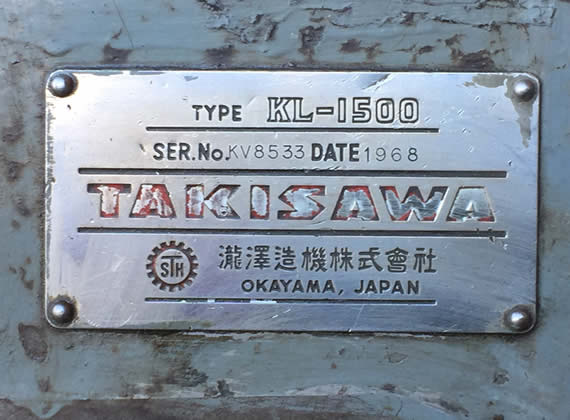 TYPE KL-1500
SER.No. KV8533 DATE 1968
TAKISAWA
STH 瀧澤造機株式會社
OKAYAMA, JAPAN